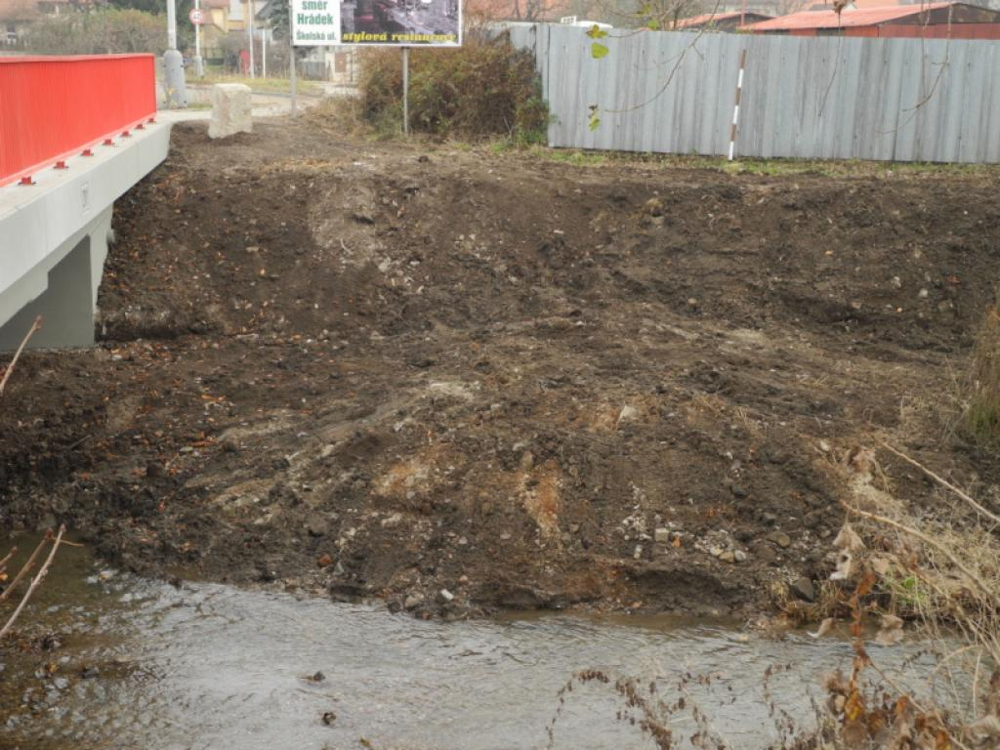 směr
Hrádek
Školská ul.
stylová restaurace